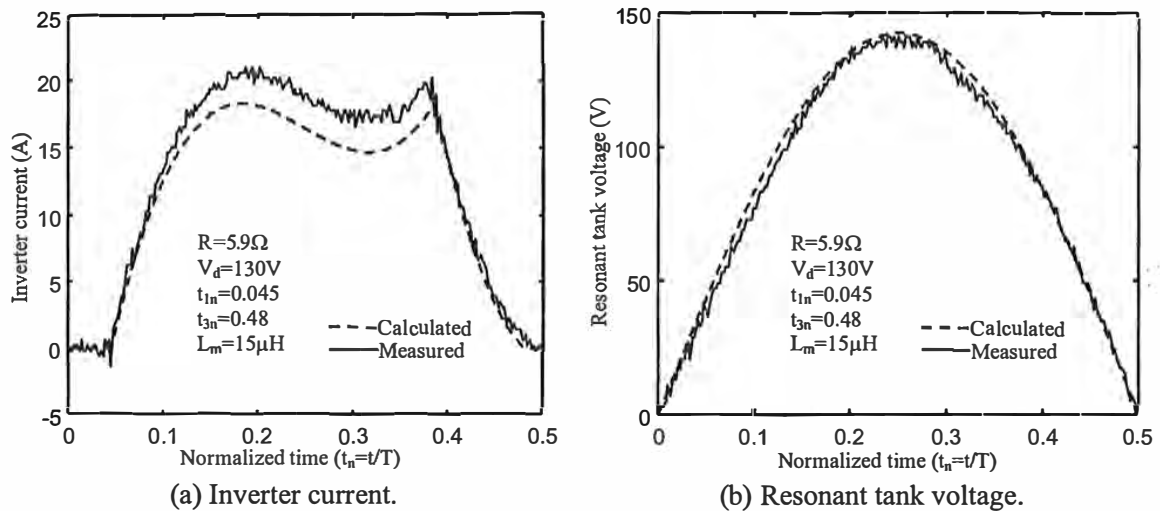 25
20
15
10
5
0
-5
Inverter current (A)
R=5.9Ω
V_d=130V
t_1n=0.045
t_3n=0.48
L_m=15μH
Calculated
Measured
0 0.1 0.2 0.3 0.4 0.5
Normalized time (t_n=t/T)
(a) Inverter current.
150
100
50
0
Resonant tank voltage (V)
R=5.9Ω
V_d=130V
t_1n=0.045
t_3n=0.48
L_m=15μH
Calculated
Measured
0 0.1 0.2 0.3 0.4 0.5
Normalized time (t_n=t/T)
(b) Resonant tank voltage.